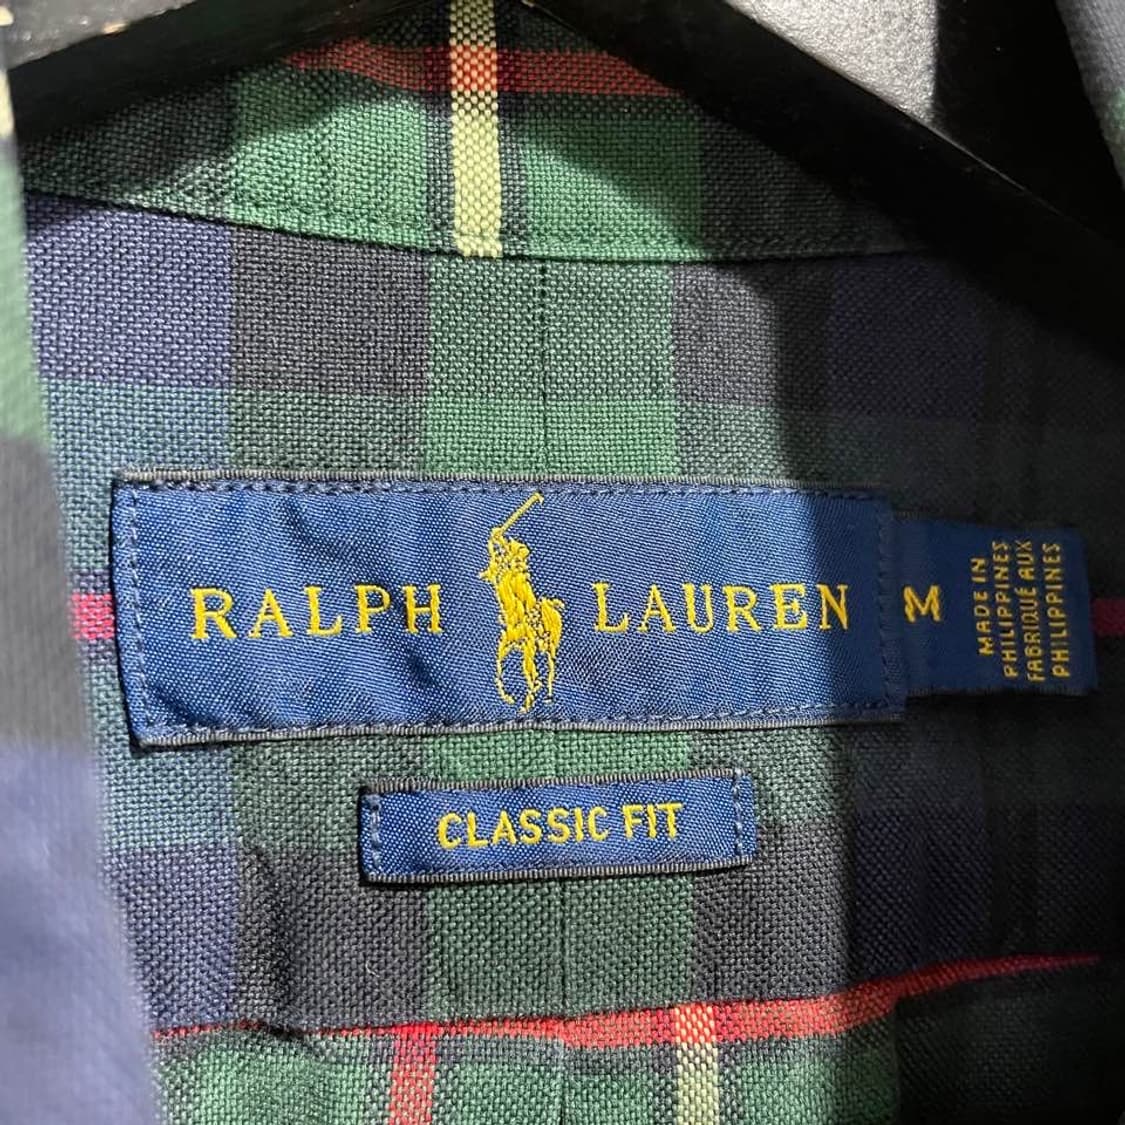 RALPH LAUREN
M
MADE IN
PHILIPPINES
FABRIQUÉ AUX
PHILIPPINES
CLASSIC FIT